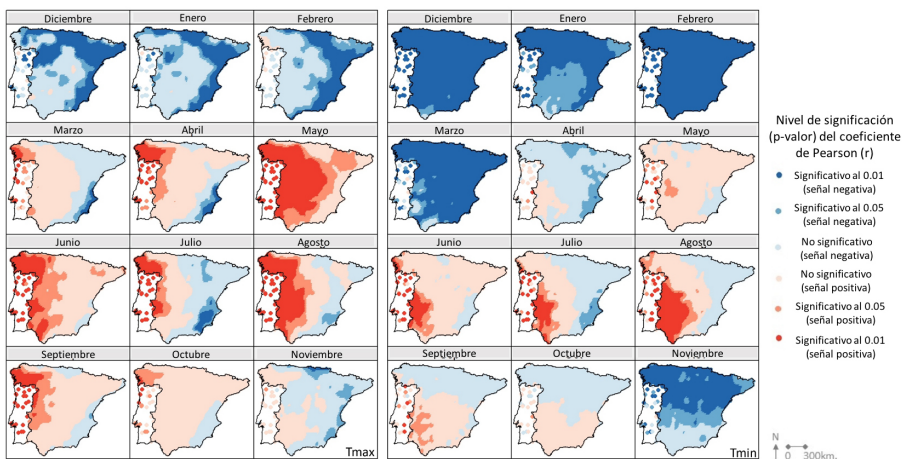 Diciembre Enero Febrero Diciembre Enero Febrero
Marzo Abril Mayo Marzo Abril Mayo
Junio Julio Agosto Junio Julio Agosto
Septiembre Octubre Noviembre Septiembre Octubre Noviembre
Tmax Tmin
Nivel de significación
(p-valor) del coeficiente
de Pearson (r)
Significativo al 0.01
(señal negativa)
Significativo al 0.05
(señal negativa)
No significativo
(señal negativa)
No significativo
(señal positiva)
Significativo al 0.05
(señal positiva)
Significativo al 0.01
(señal positiva)
N
0 300km.